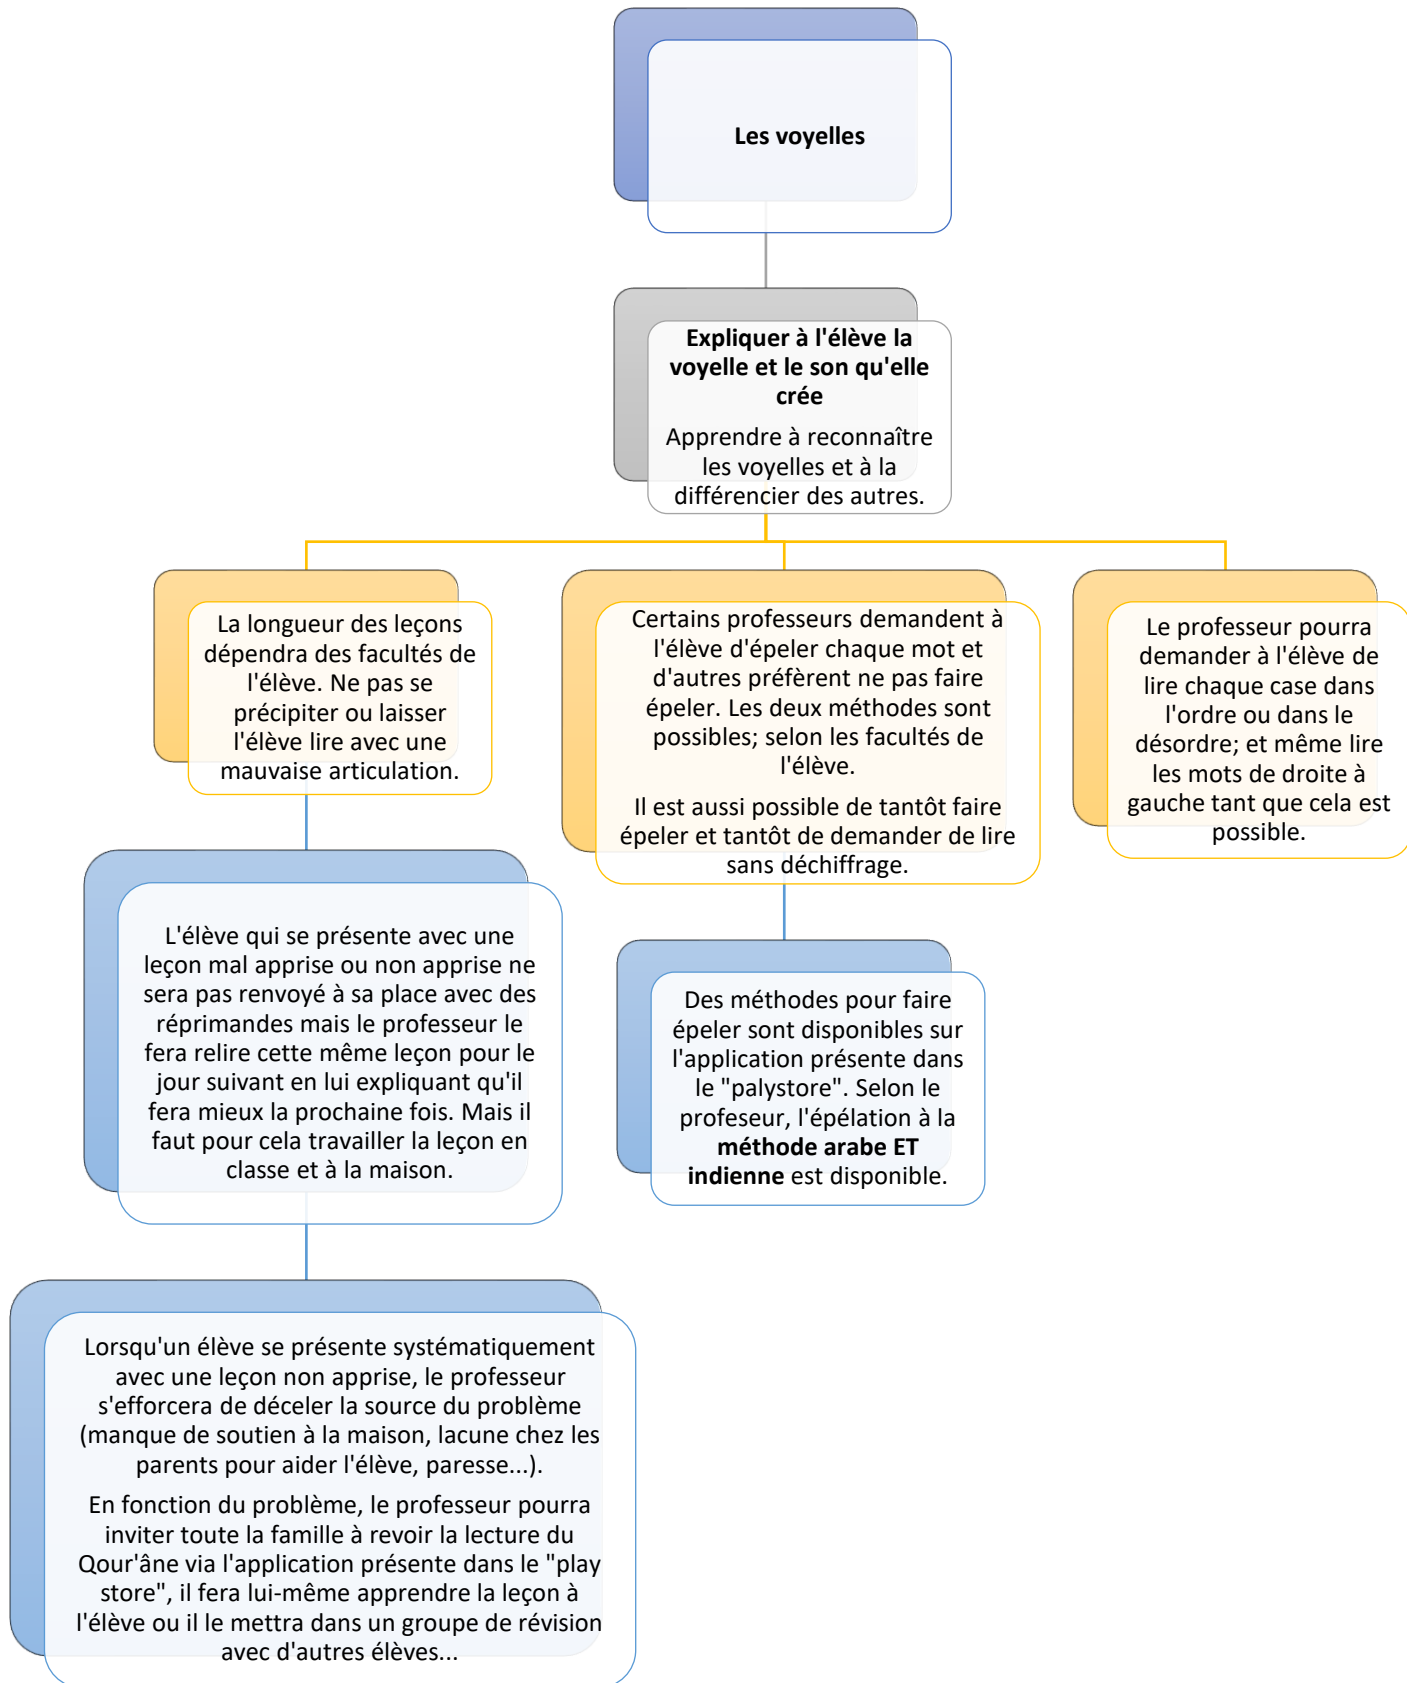 Les voyelles
Expliquer à l'élève la
voyelle et le son qu'elle
crée
Apprendre à reconnaître
les voyelles et à la
différencier des autres.
La longueur des leçons
dépendra des facultés de
l'élève. Ne pas se
précipiter ou laisser
l'élève lire avec une
mauvaise articulation.
L'élève qui se présente avec une
leçon mal apprise ou non apprise ne
sera pas renvoyé à sa place avec des
réprimandes mais le professeur le
fera relire cette même leçon pour le
jour suivant en lui expliquant qu'il
fera mieux la prochaine fois. Mais il
faut pour cela travailler la leçon en
classe et à la maison.
Lorsqu'un élève se présente systématiquement
avec une leçon non apprise, le professeur
s'efforcera de déceler la source du problème
(manque de soutien à la maison, lacune chez les
parents pour aider l'élève, paresse...).
En fonction du problème, le professeur pourra
inviter toute la famille à revoir la lecture du
Qour'âne via l'application présente dans le "play
store", il fera lui-même apprendre la leçon à
l'élève ou il le mettra dans un groupe de révision
avec d'autres élèves...
Certains professeurs demandent à
l'élève d'épeler chaque mot et
d'autres préfèrent ne pas faire
épeler. Les deux méthodes sont
possibles; selon les facultés de
l'élève.
Il est aussi possible de tantôt faire
épeler et tantôt de demander de lire
sans déchiffrage.
Des méthodes pour faire
épeler sont disponibles sur
l'application présente dans
le "palystore". Selon le
profeseur, l'épélation à la
méthode arabe ET
indienne est disponible.
Le professeur pourra
demander à l'élève de
lire chaque case dans
l'ordre ou dans le
désordre; et même lire
les mots de droite à
gauche tant que cela est
possible.